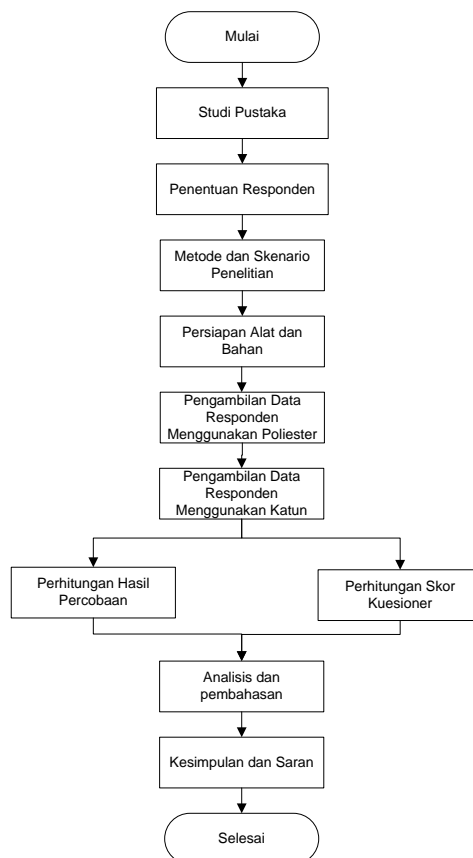 Mulai
Studi Pustaka
Penentuan Responden
Metode dan Skenario
Penelitian
Persiapan Alat dan
Bahan
Pengambilan Data
Responden
Menggunakan Poliester
Pengambilan Data
Responden
Menggunakan Katun
Perhitungan Hasil
Percobaan
Perhitungan Skor
Kuesioner
Analisis dan
pembahasan
Kesimpulan dan Saran
Selesai